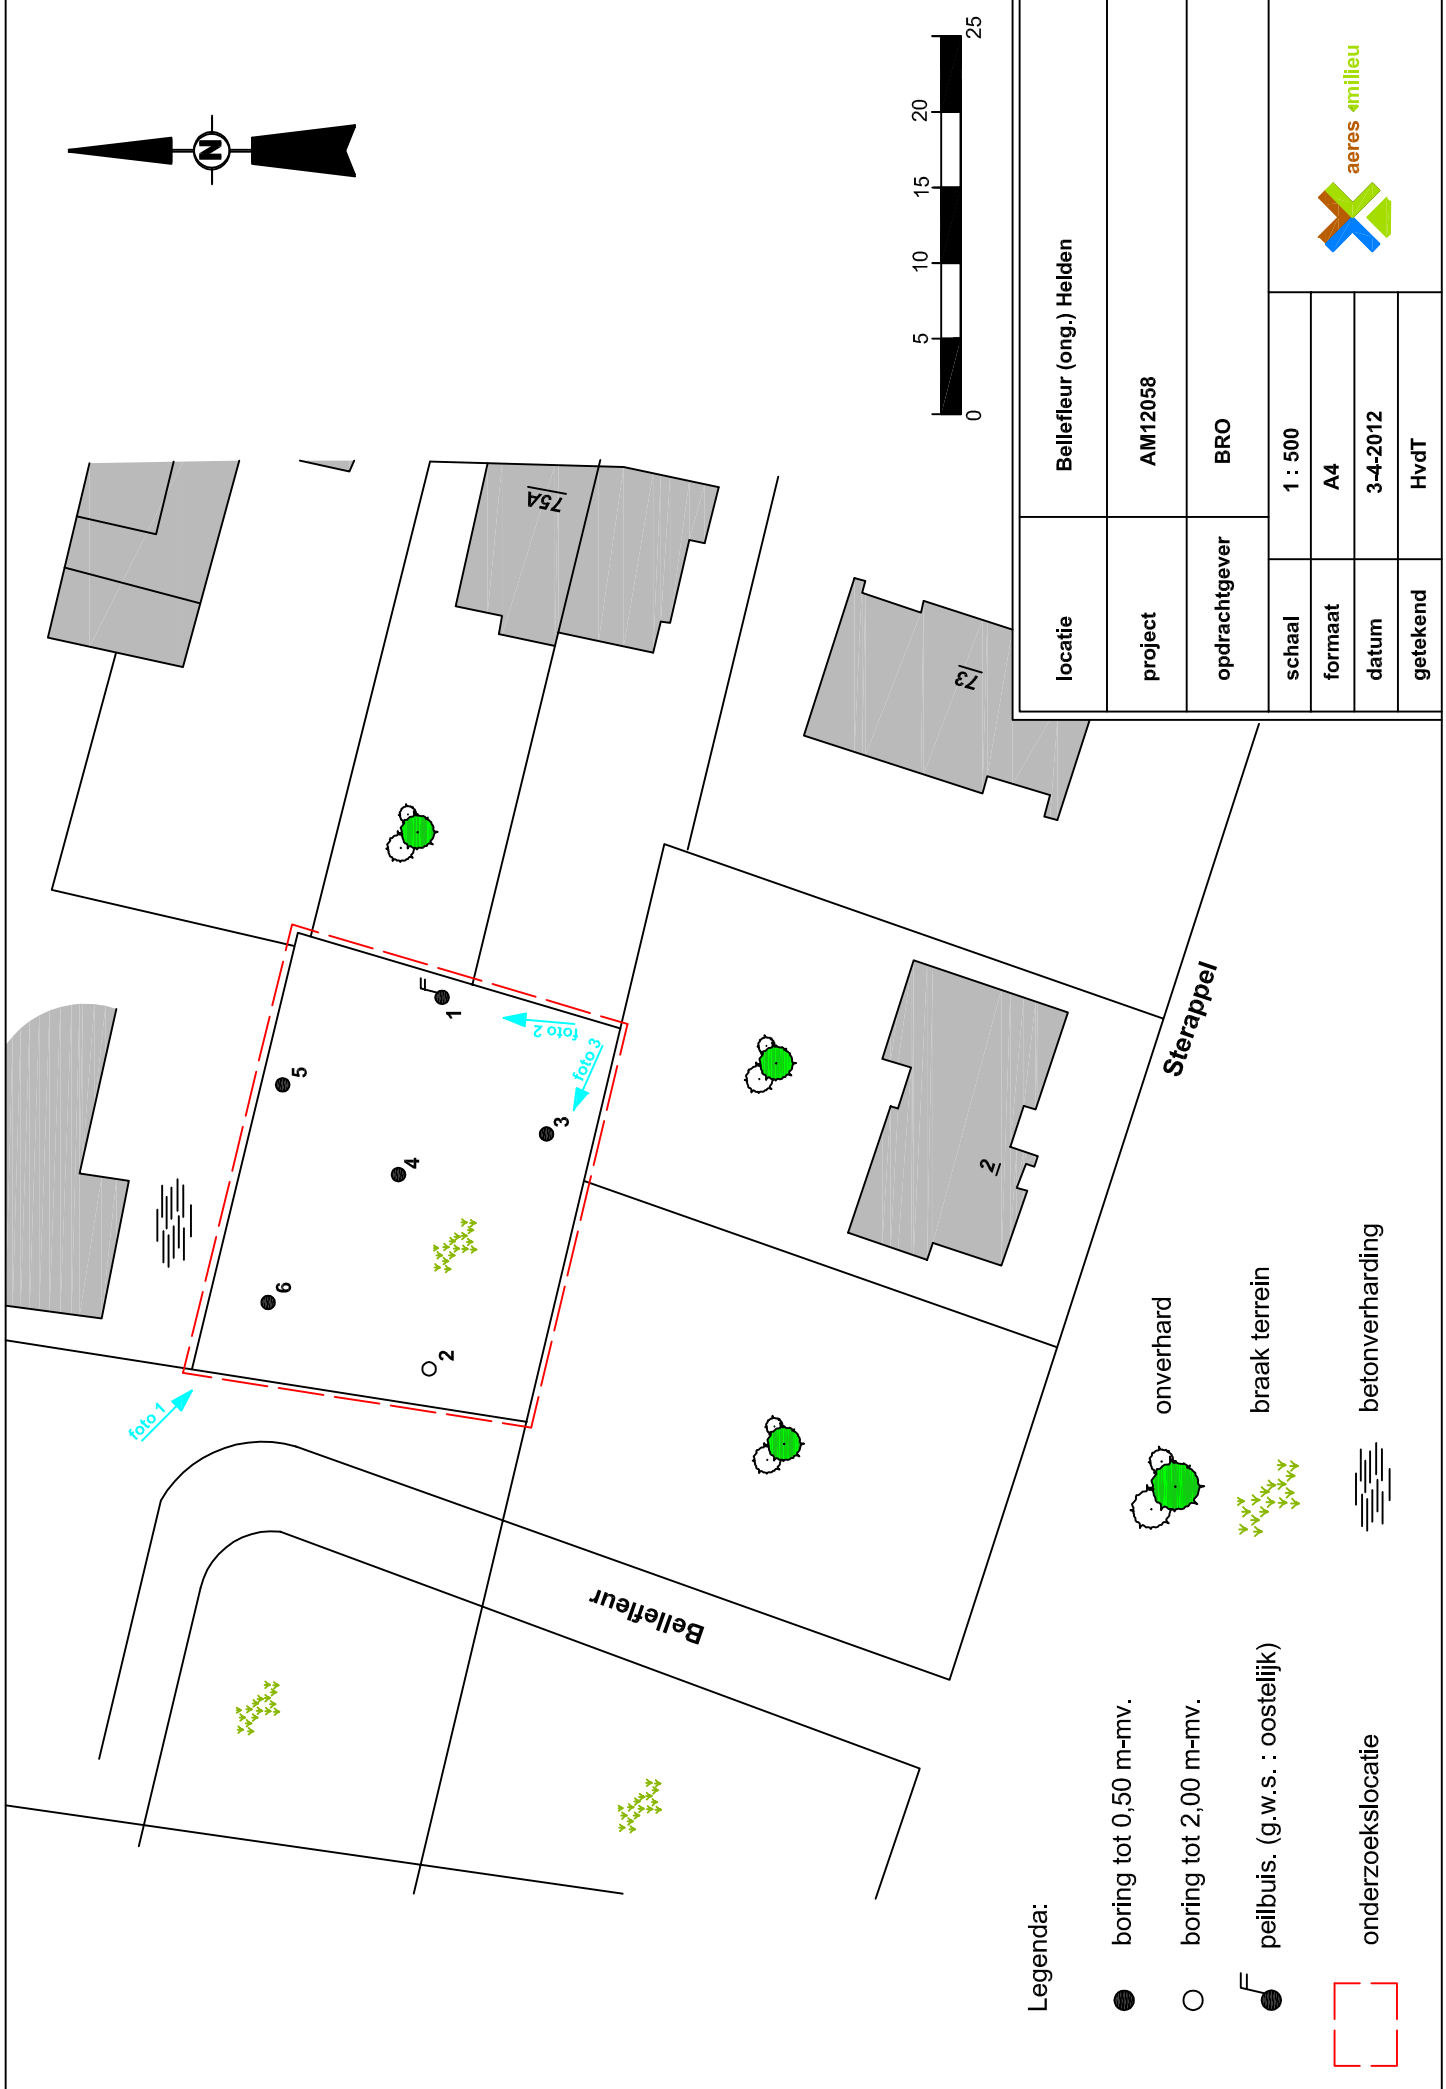 N
75A
73
2
foto 1
foto 2
foto 3
1
2
3
4
5
6
Bellefleur
Sterappel
0 5 10 15 20 25
Legenda:
boring tot 0,50 m-mv.
boring tot 2,00 m-mv.
peilbuis. (g.w.s. : oostelijk)
onderzoekslocatie
onverhard
braak terrein
betonverharding
locatie Bellefleur (ong.) Helden
project AM12058
opdrachtgever BRO
schaal 1 : 500
formaat A4
datum 3-4-2012
getekend HvdT
aeres milieu